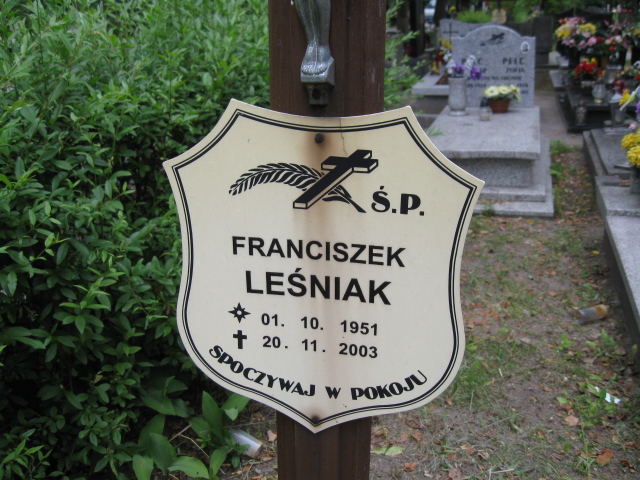 Ś.P.
FRANCISZEK
LEŚNIAK
01. 10. 1951
20. 11. 2003
SPOCZYWAJ W POKOJU